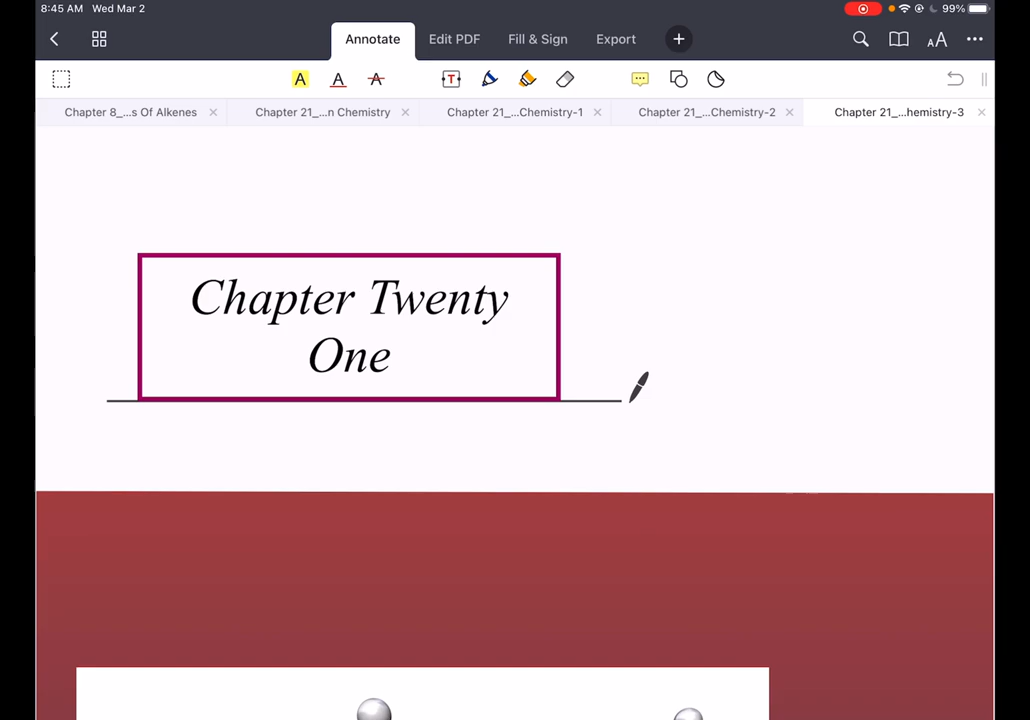 8:45 AM Wed Mar 2
99%
Annotate
Edit PDF
Fill & Sign
Export
AA
A
A
A
T
Chapter 8_...s Of Alkenes
Chapter 21_...n Chemistry
Chapter 21_...Chemistry-1
Chapter 21_...Chemistry-2
Chapter 21_...hemistry-3
Chapter Twenty
One